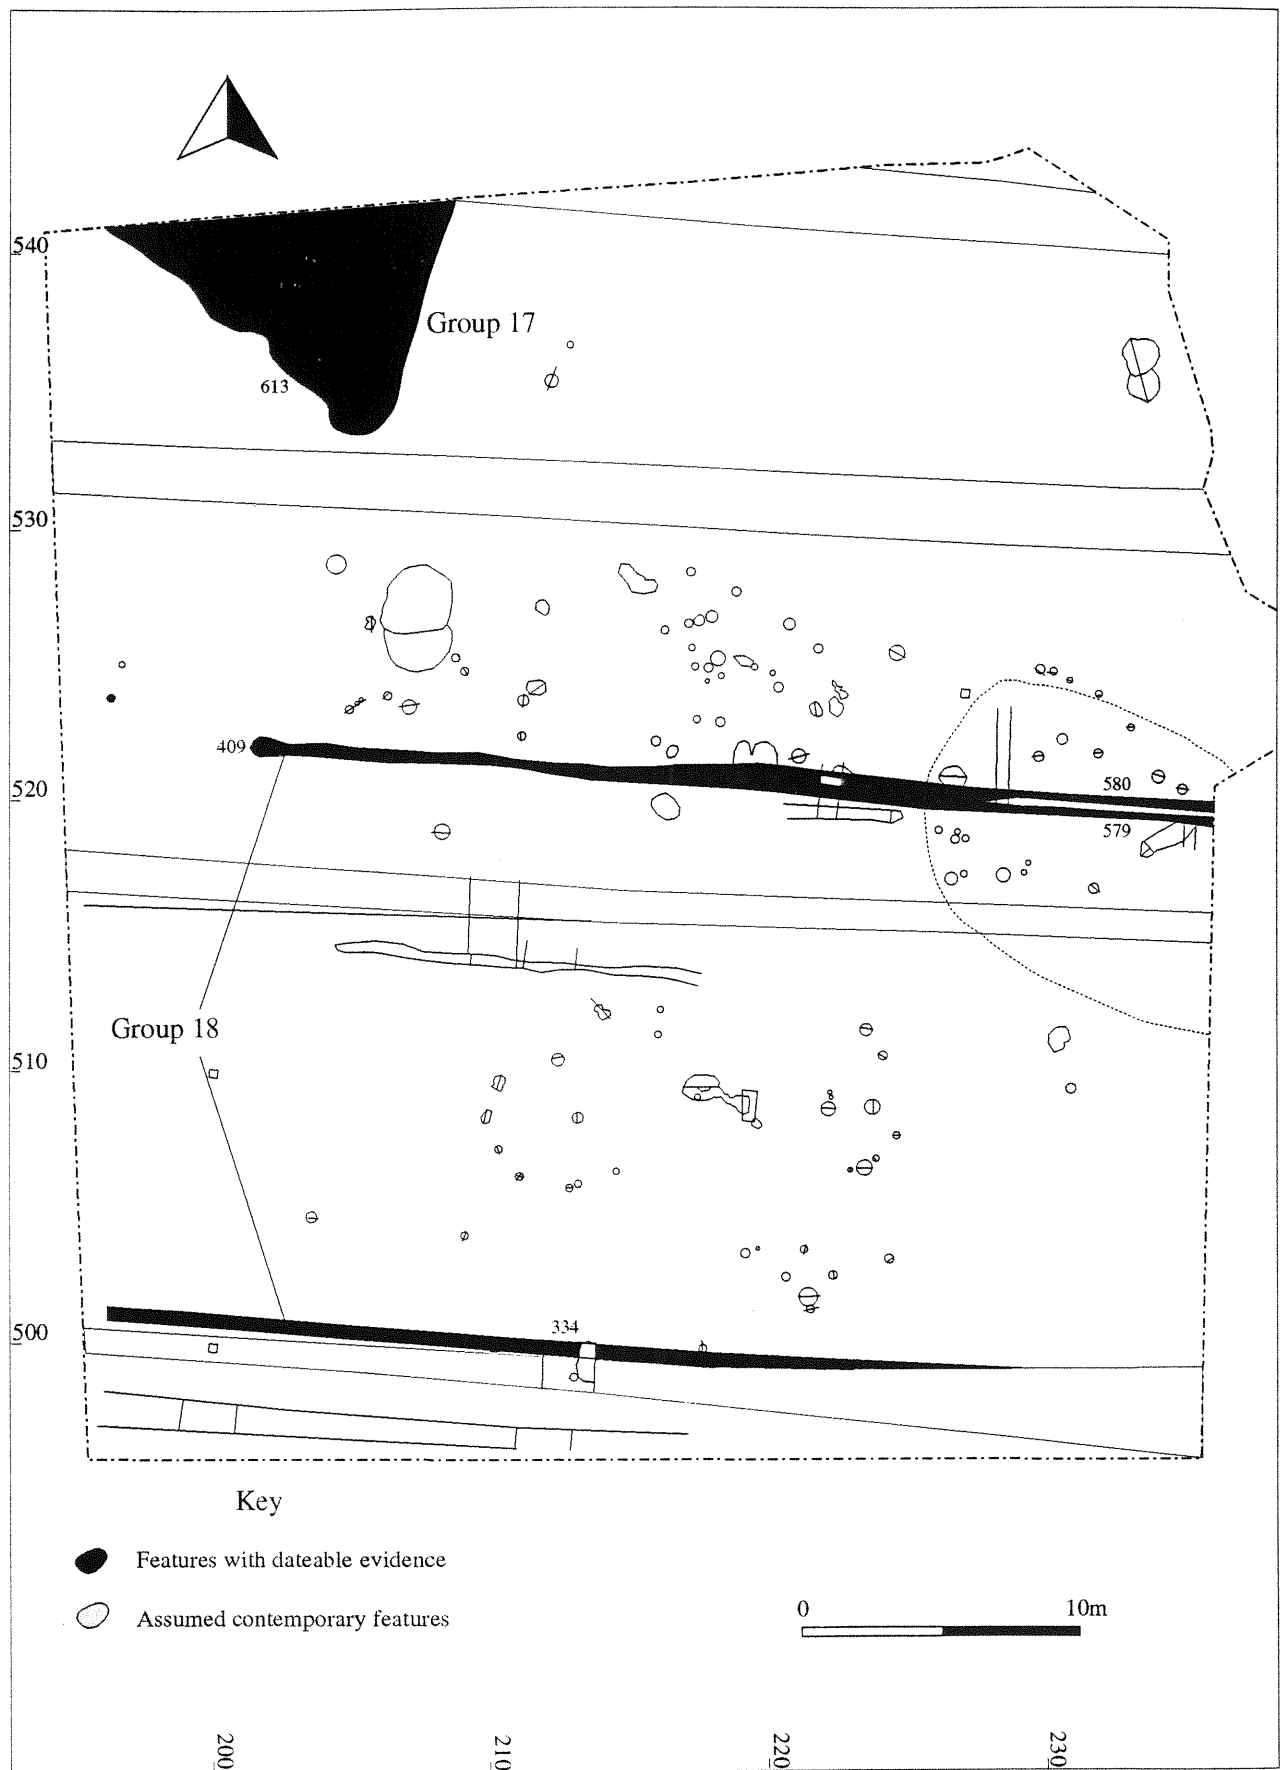 540
Group 17
613
530
409
520
580
579
Group 18
510
334
500
Key
Features with dateable evidence
Assumed contemporary features
0 10m
200 210 220 230